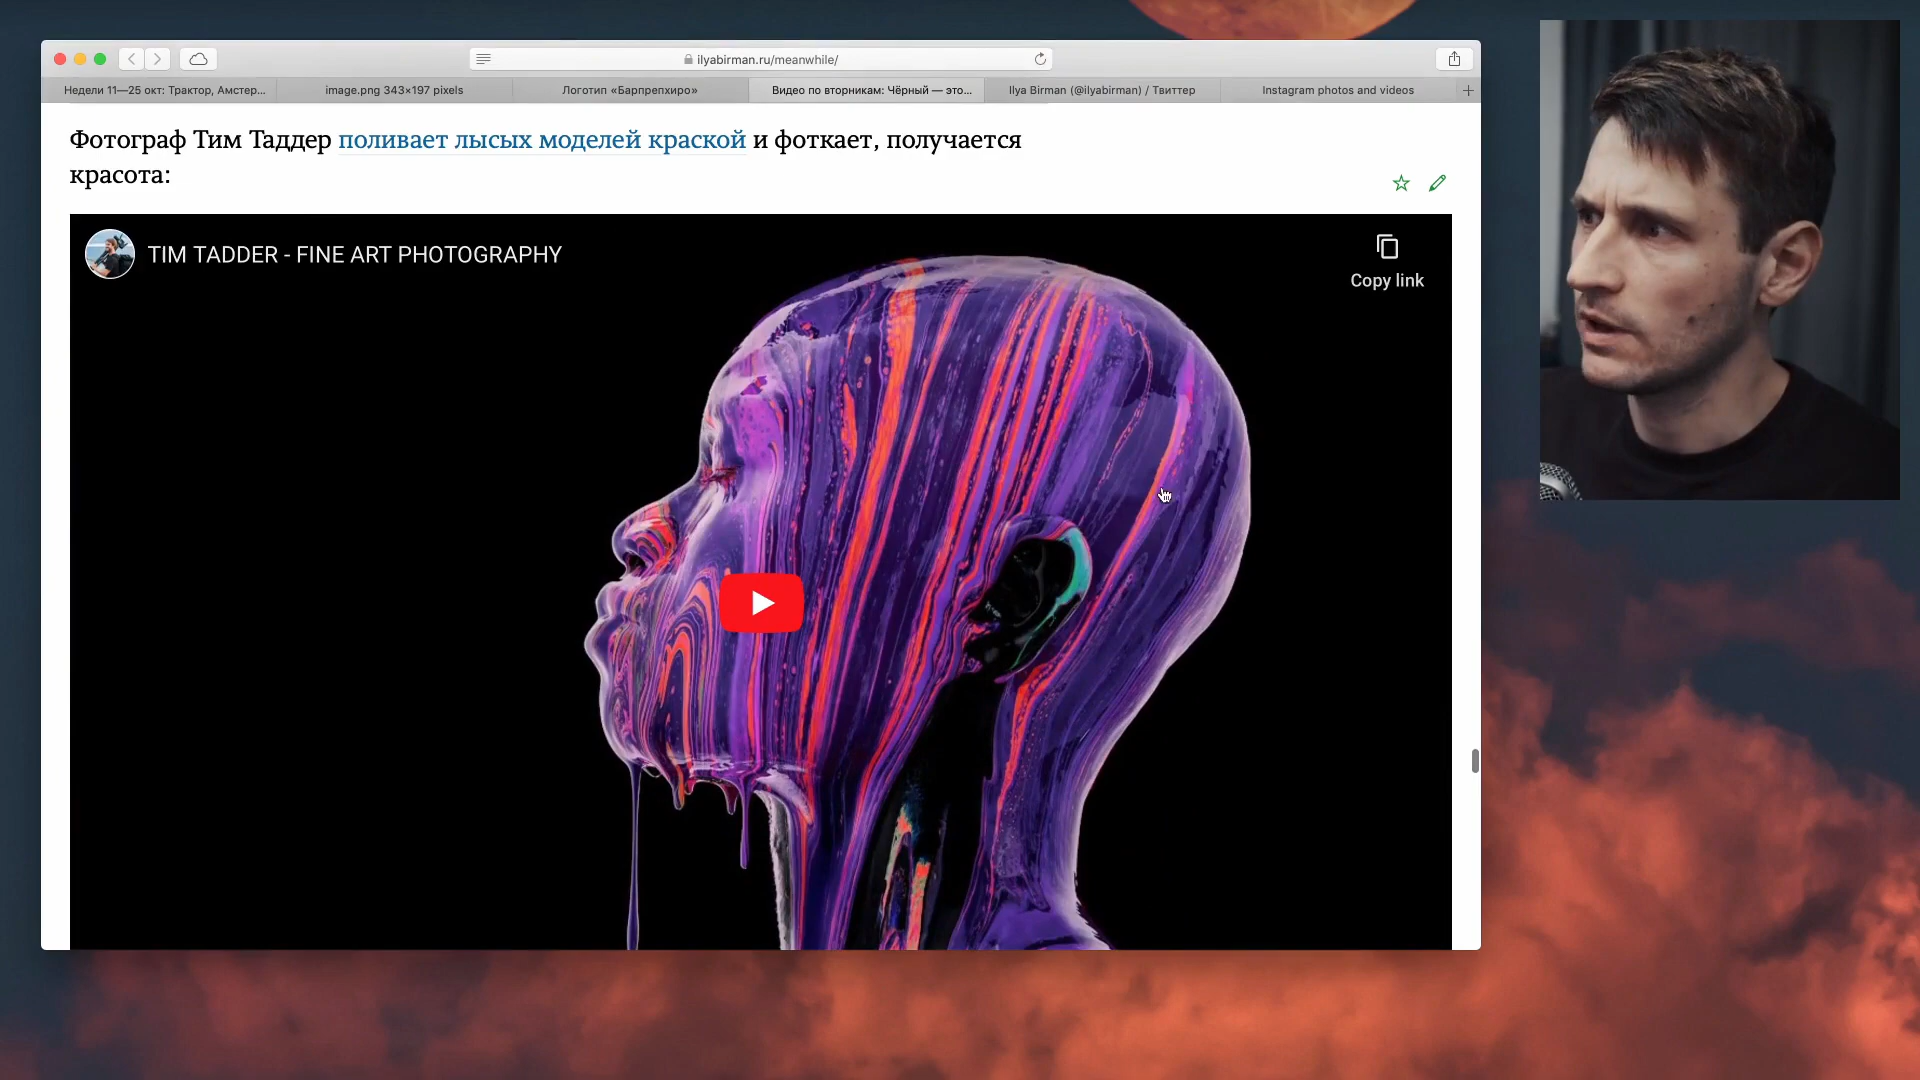 ilyabirman.ru/meanwhile/
Недели 11—25 окт: Трактор, Амстер...
image.png 343×197 pixels
Логотип «Барпрепхиро»
Видео по вторникам: Чёрный — это...
Ilya Birman (@ilyabirman) / Твиттер
Instagram photos and videos
Фотограф Тим Таддер поливает лысых моделей краской и фоткает, получается
красота:
TIM TADDER - FINE ART PHOTOGRAPHY
Copy link